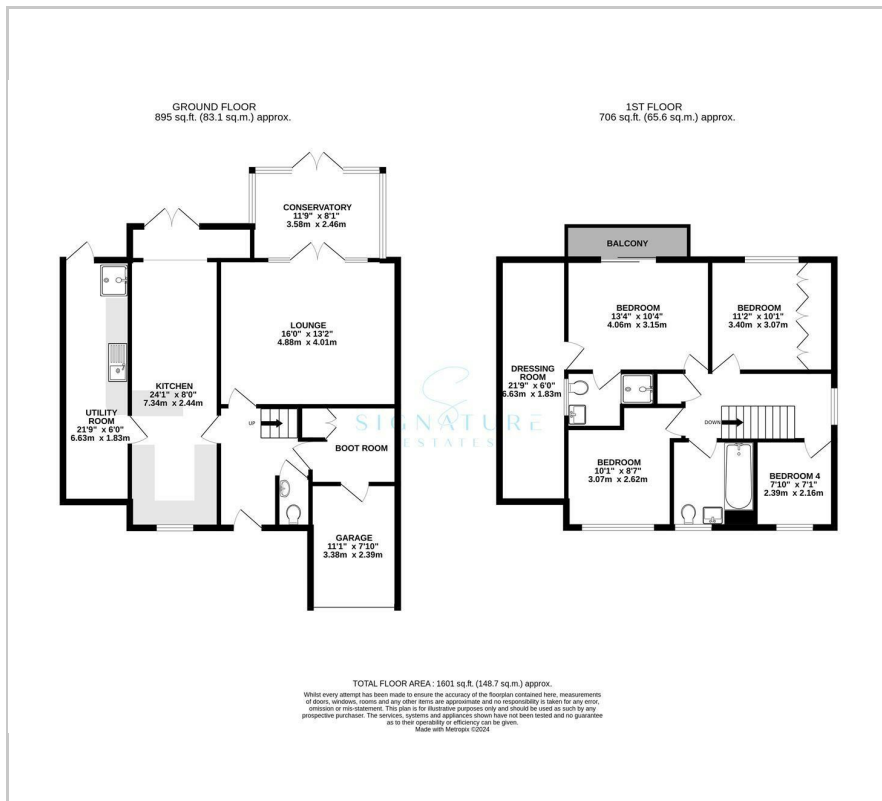 GROUND FLOOR
895 sq.ft. (83.1 sq.m.) approx.
CONSERVATORY
11'9" x 8'1"
3.58m x 2.46m
LOUNGE
16'0" x 13'2"
4.88m x 4.01m
KITCHEN
24'1" x 8'0"
7.34m x 2.44m
UTILITY
ROOM
21'9" x 6'0"
6.63m x 1.83m
UP
BOOT ROOM
GARAGE
11'1" x 7'10"
3.38m x 2.39m
1ST FLOOR
706 sq.ft. (65.6 sq.m.) approx.
BALCONY
BEDROOM
13'4" x 10'4"
4.06m x 3.15m
BEDROOM
11'2" x 10'1"
3.40m x 3.07m
DRESSING
ROOM
21'9" x 6'0"
6.63m x 1.83m
DOWN
BEDROOM
10'1" x 8'7"
3.07m x 2.62m
BEDROOM 4
7'10" x 7'1"
2.39m x 2.16m
S
SIGNATURE
ESTATES
TOTAL FLOOR AREA : 1601 sq.ft. (148.7 sq.m.) approx.
Whilst every attempt has been made to ensure the accuracy of the floorplan contained here, measurements
of doors, windows, rooms and any other items are approximate and no responsibility is taken for any error,
omission or mis-statement. This plan is for illustrative purposes only and should be used as such by any
prospective purchaser. The services, systems and appliances shown have not been tested and no guarantee
as to their operability or efficiency can be given.
Made with Metropix ©2024